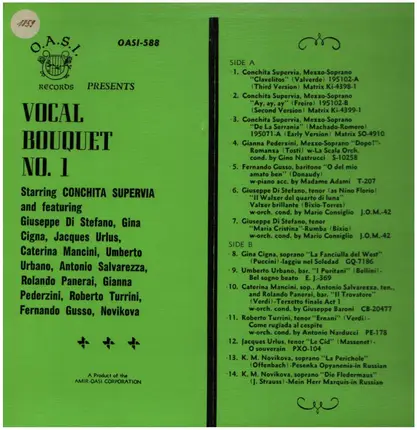 1159
O.A.S.I.
RECORDS
PRESENTS
OASI-588
VOCAL
BOUQUET
NO. 1
Starring CONCHITA SUPERVIA
and featuring
Giuseppe Di Stefano, Gina
Cigna, Jacques Urlus,
Caterina Mancini, Umberto
Urbano, Antonio Salvarezza,
Rolando Panerai, Gianna
Pederzini, Roberto Turrini,
Fernando Gusso, Novikova
A Product of the
AMIR-OASI CORPORATION
SIDE A
1. Conchita Supervia, Mezzo-Soprano
"Clavelitos" (Valverde) 195102-A
(Third Version) Matrix Ki-4398-1
2. Conchita Supervia, Mezzo-Soprano
"Ay, ay, ay" (Freire) 195102-B
(Second Version) Matrix Ki-4399-1
3. Conchita Supervia, Mezzo-Soprano
"De La Serrania" (Machado-Romero)
195071-A (Early Version) Matrix SO-4910
4. Gianna Pederzini, Mezzo-Soprano "Dopo!"-
Romanza (Tosti) w-La Scala Orch.
cond. by Gino Nastrucci S-10258
5. Fernando Gusso, baritone "O del mio
amato ben" (Donaudy)
w-piano acc. by Madame Adami T-207
6. Giuseppe Di Stefano, tenor (as Nino Florio)
"Il Walzer del quarto di luna"
Valzer brillante (Bixio-Torres)
w-orch. cond. by Mario Consiglio J.O.M.-42
7. Giuseppe Di Stefano, tenor
"Maria Cristina"-Rumba (Bixio)
w-orch. cond. by Mario Consiglio J.O.M.-42
SIDE B
8. Gina Cigna, soprano "La Fanciulla del West"
(Puccini) -laggiu nel Soledad GQ-7186
9. Umberto Urbano, bar. "I Puritani" (Bellini)-
Bel sogno beato E. J.-369
10. Caterina Mancini, sop., Antonio Salvarezza, ten.,
and Rolando Panerai, bar. "Il Trovatore"
(Verdi)-Terzetto finale Act 1
w-orch. cond. by Giuseppe Baroni CB-20477
11. Roberto Turrini, tenor "Ernani" (Verdi)-
Come rugiada al cespite
w-orch. cond. by Antonio Narducci PE-178
12. Jacques Urlus, tenor "Le Cid" (Massenet)-
O souverain PXO-104
13. K. M. Novikova, soprano "La Perichole"
(Offenbach)-Pesenka Opyanenia-in Russian
14. K. M. Novikova, soprano "Die Fledermaus"
(J. Strauss)-Mein Herr Marquis-in Russian